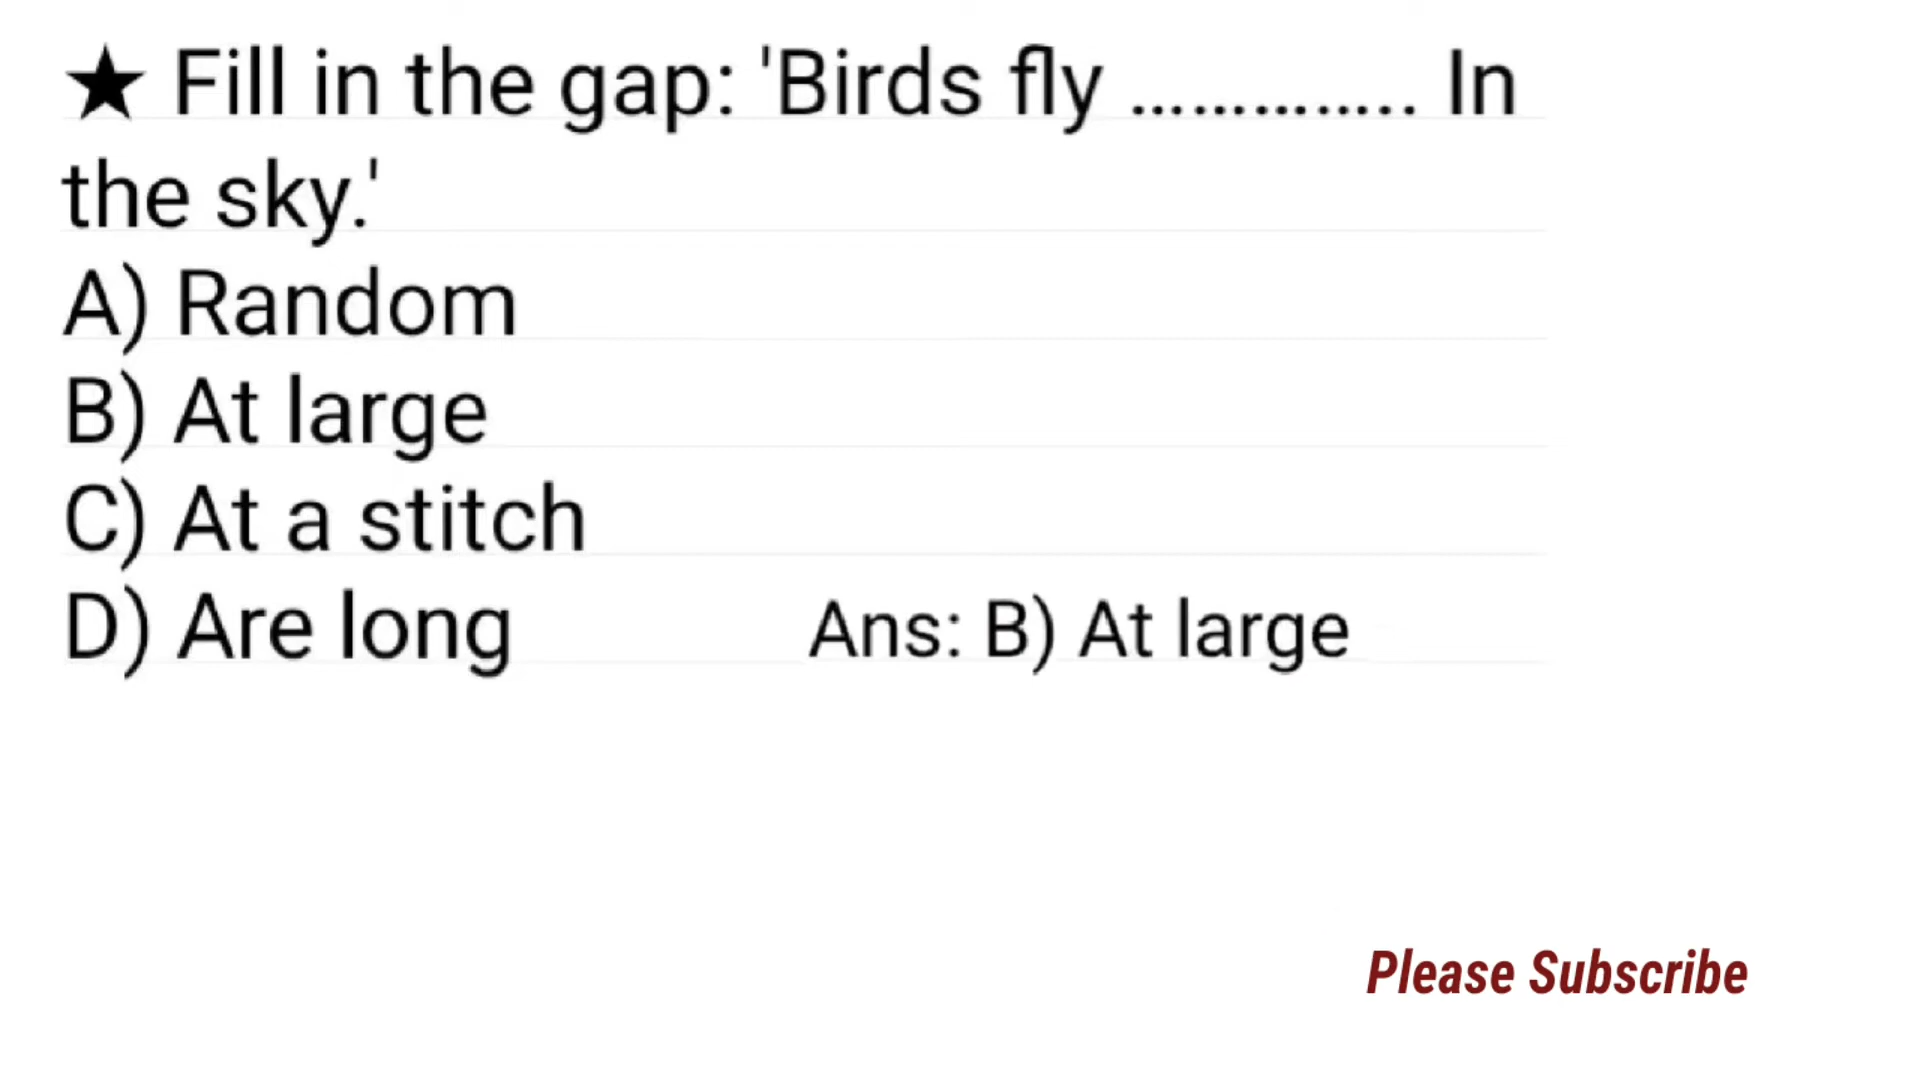 ★ Fill in the gap: 'Birds fly ………….. In
the sky.'
A) Random
B) At large
C) At a stitch
D) Are long
Ans: B) At large
Please Subscribe